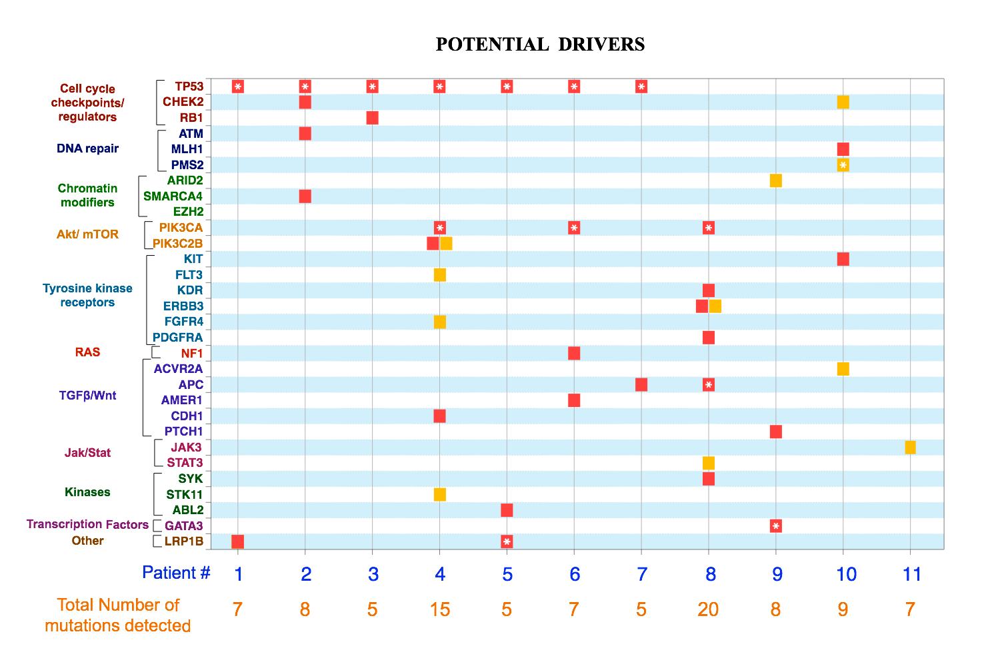 POTENTIAL DRIVERS
Cell cycle
checkpoints/
regulators
TP53
CHEK2
RB1
DNA repair
ATM
MLH1
PMS2
Chromatin
modifiers
ARID2
SMARCA4
EZH2
Akt/ mTOR
PIK3CA
PIK3C2B
Tyrosine kinase
receptors
KIT
FLT3
KDR
ERBB3
FGFR4
PDGFRA
RAS
NF1
TGFβ/Wnt
ACVR2A
APC
AMER1
CDH1
PTCH1
Jak/Stat
JAK3
STAT3
Kinases
SYK
STK11
ABL2
Transcription Factors
GATA3
Other
LRP1B
Patient # 1 2 3 4 5 6 7 8 9 10 11
Total Number of
mutations detected
7 8 5 15 5 7 5 20 8 9 7